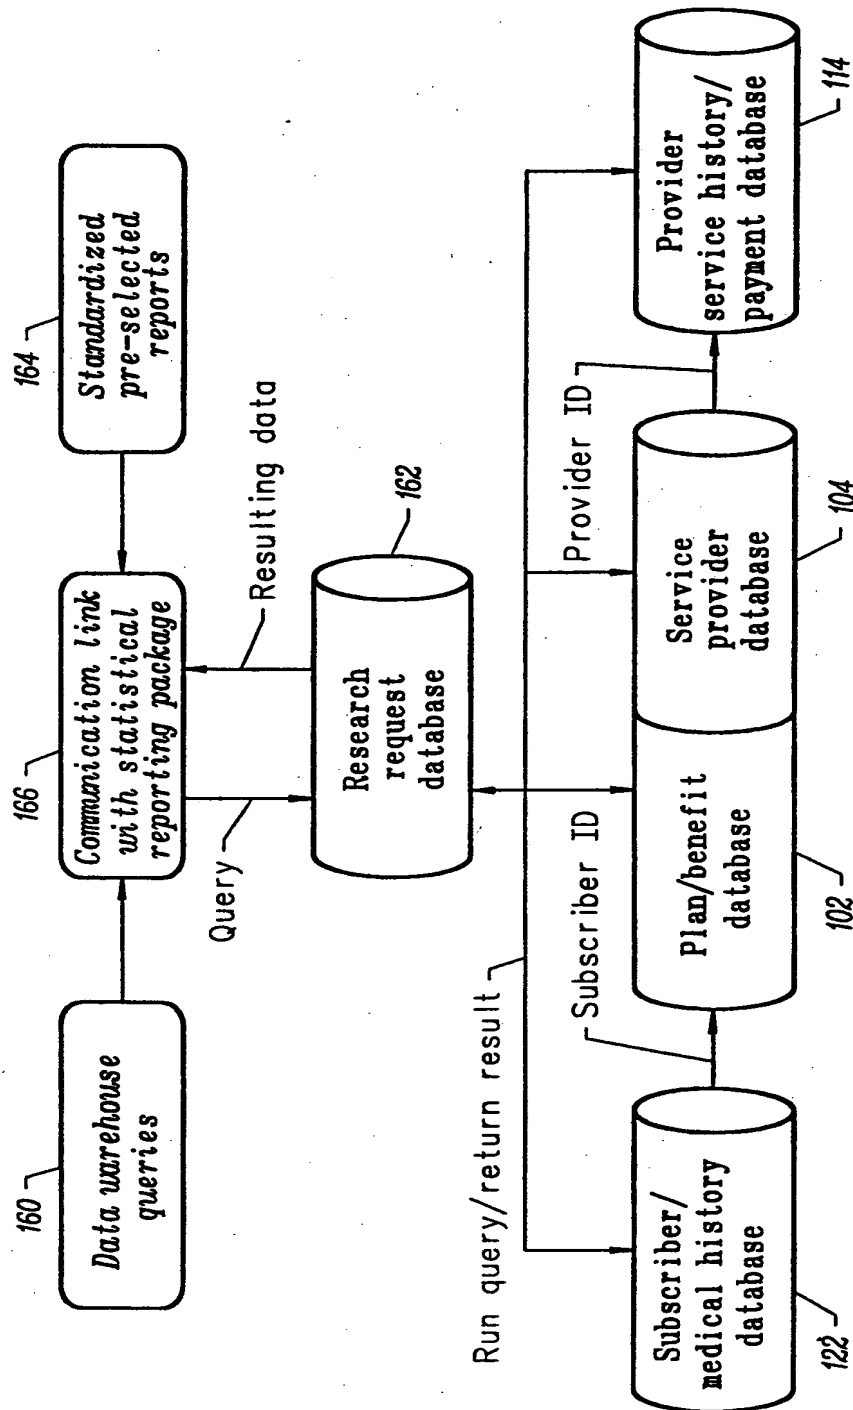 160
Data warehouse
queries
166
Communication link
with statistical
reporting package
164
Standardized
pre-selected
reports
Query
Resulting data
Research
request
database
162
Run query/return result
Subscriber ID
Provider ID
Subscriber/
medical history
database
122
Plan/benefit
database
102
Service
provider
database
104
Provider
service history/
payment database
114